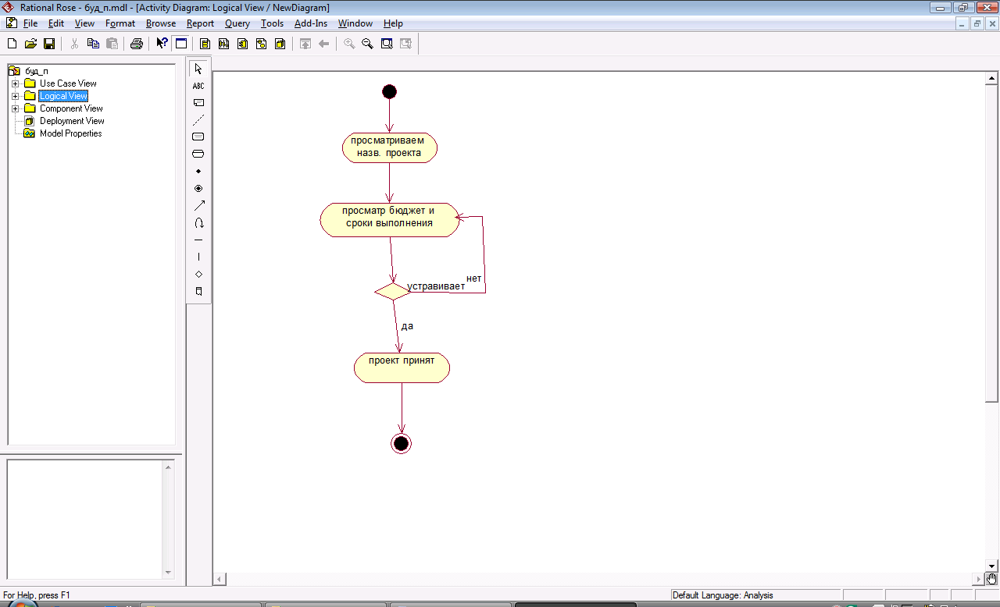 Rational Rose - буд_п.mdl - [Activity Diagram: Logical View / NewDiagram]
File Edit View Format Browse Report Query Tools Add-Ins Window Help
буд_п
Use Case View
Logical View
Component View
Deployment View
Model Properties
ABC
просматриваем
назв. проекта
просматр бюджет и
сроки выполнения
нет
устравивает
да
проект принят
For Help, press F1
Default Language: Analysis